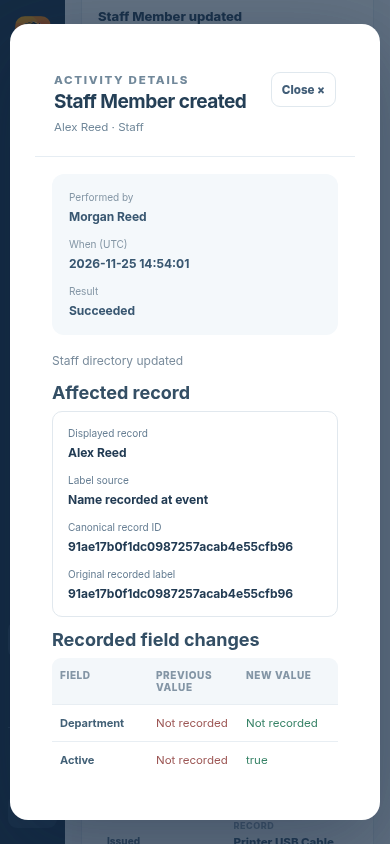 Staff Member updated
ACTIVITY DETAILS
Staff Member created
Close ×
Alex Reed · Staff
Performed by
Morgan Reed
When (UTC)
2026-11-25 14:54:01
Result
Succeeded
Staff directory updated
Affected record
Displayed record
Alex Reed
Label source
Name recorded at event
Canonical record ID
91ae17b0f1dc0987257acab4e55cfb96
Original recorded label
91ae17b0f1dc0987257acab4e55cfb96
Recorded field changes
FIELD PREVIOUS VALUE NEW VALUE
Department Not recorded Not recorded
Active Not recorded true
RECORD
Issued Printer USB Cable